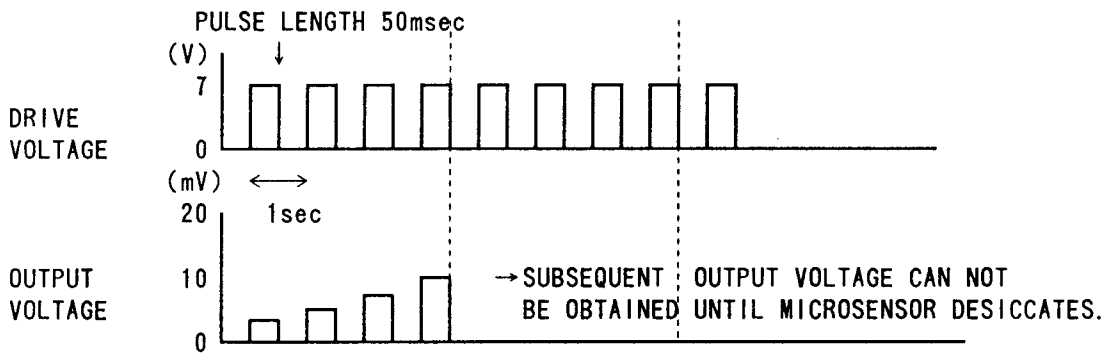 PULSE LENGTH 50msec
(V)
7
DRIVE
VOLTAGE
0
(mV)
1sec
20
OUTPUT
VOLTAGE
10
→SUBSEQUENT OUTPUT VOLTAGE CAN NOT
BE OBTAINED UNTIL MICROSENSOR DESICCATES.
0